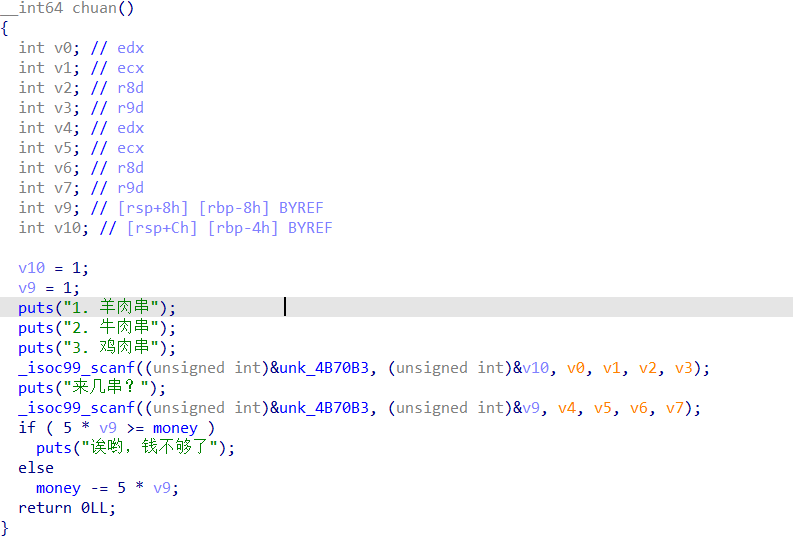 __int64 chuan()
{
  int v0; // edx
  int v1; // ecx
  int v2; // r8d
  int v3; // r9d
  int v4; // edx
  int v5; // ecx
  int v6; // r8d
  int v7; // r9d
  int v9; // [rsp+8h] [rbp-8h] BYREF
  int v10; // [rsp+Ch] [rbp-4h] BYREF

  v10 = 1;
  v9 = 1;
  puts("1. 羊肉串");
  puts("2. 牛肉串");
  puts("3. 鸡肉串");
  _isoc99_scanf((unsigned int)&unk_4B70B3, (unsigned int)&v10, v0, v1, v2, v3);
  puts("来几串？");
  _isoc99_scanf((unsigned int)&unk_4B70B3, (unsigned int)&v9, v4, v5, v6, v7);
  if ( 5 * v9 >= money )
    puts("诶哟，钱不够了");
  else
    money -= 5 * v9;
  return 0LL;
}